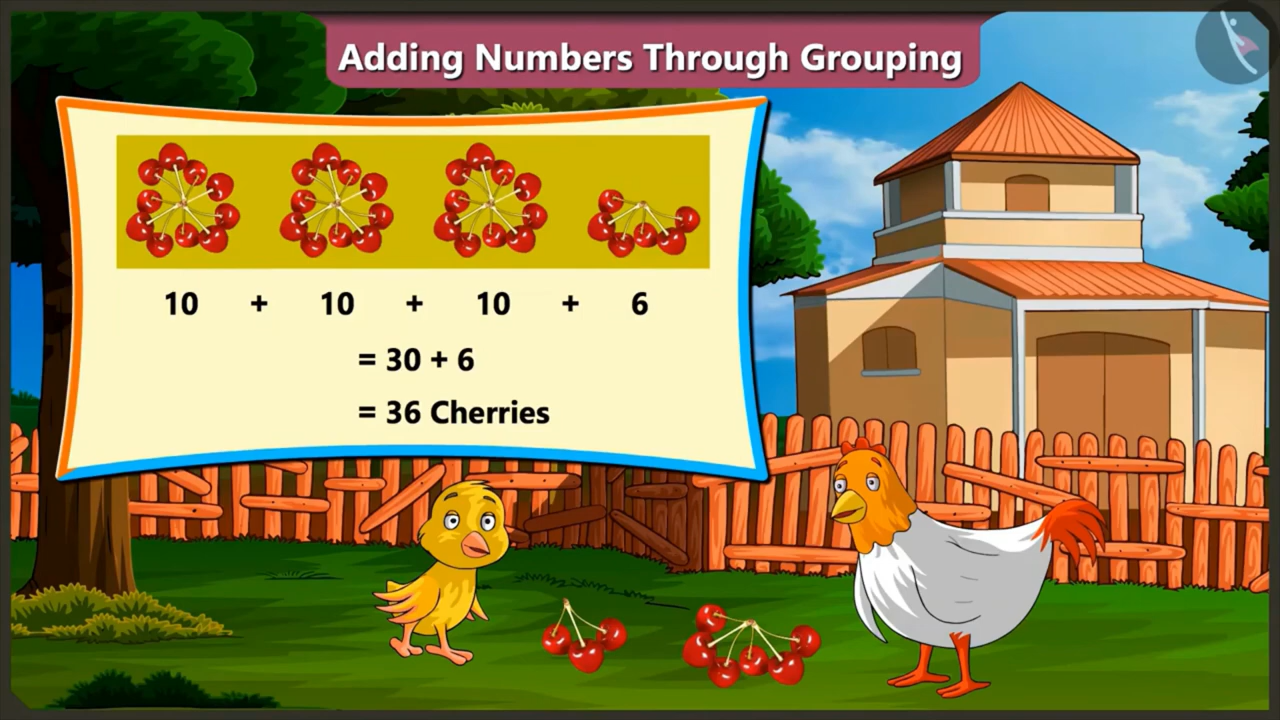 Adding Numbers Through Grouping
10 + 10 + 10 + 6
= 30 + 6
= 36 Cherries